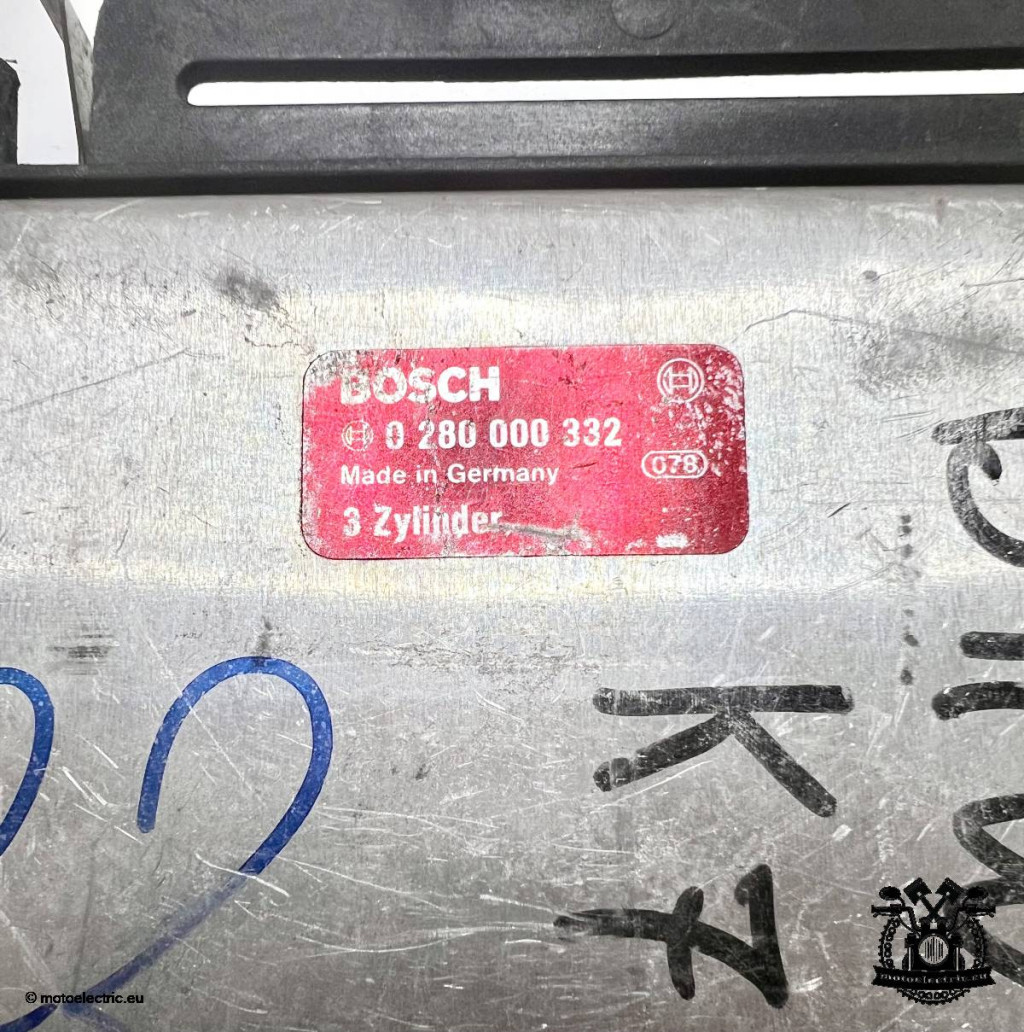 BOSCH
0 280 000 332
Made in Germany
078
3 Zylinder
K
A
© motoelectric.eu